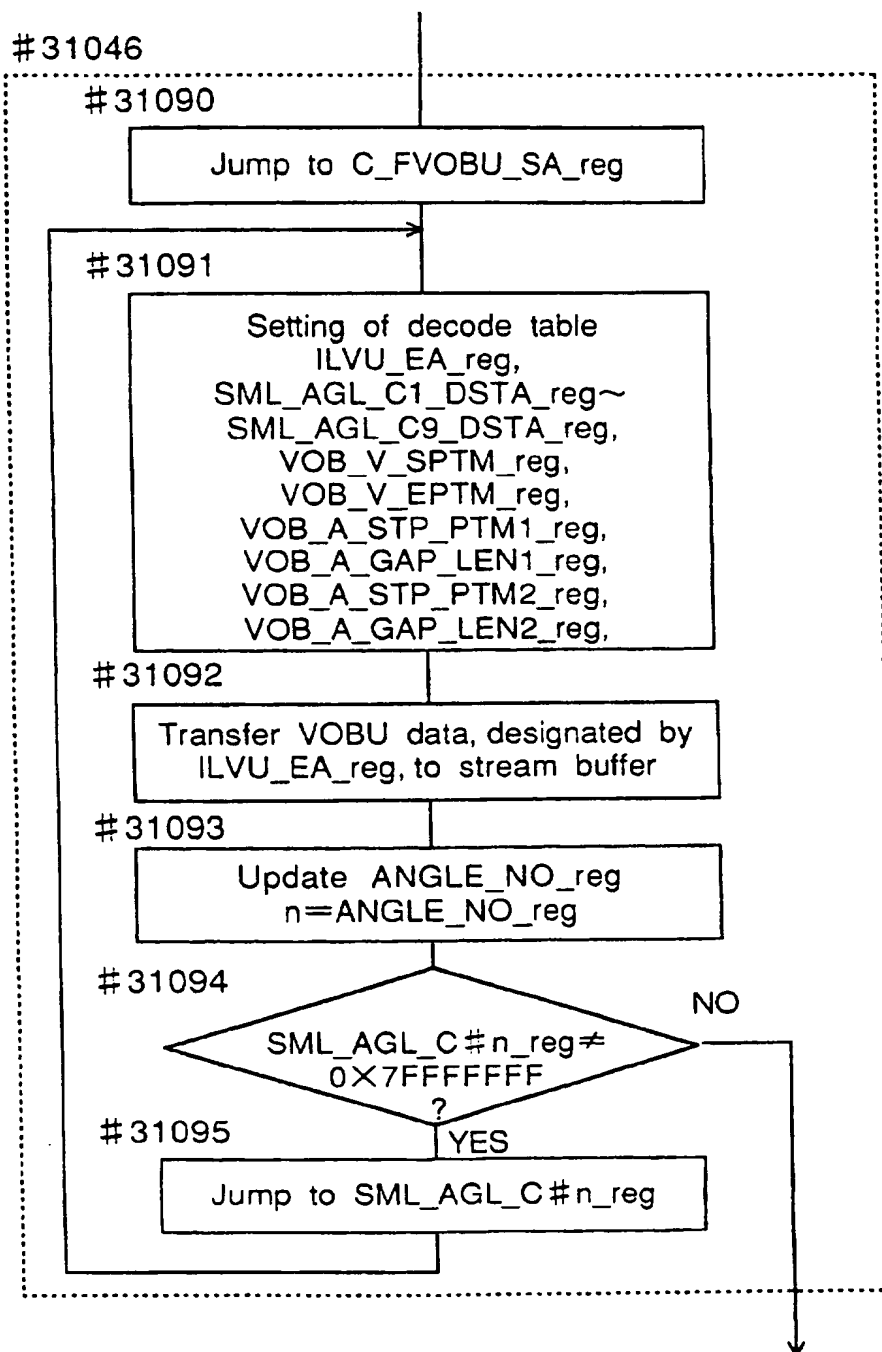 #31046
#31090
Jump to C_FVOBU_SA_reg
#31091
Setting of decode table
ILVU_EA_reg,
SML_AGL_C1_DSTA_reg~
SML_AGL_C9_DSTA_reg,
VOB_V_SPTM_reg,
VOB_V_EPTM_reg,
VOB_A_STP_PTM1_reg,
VOB_A_GAP_LEN1_reg,
VOB_A_STP_PTM2_reg,
VOB_A_GAP_LEN2_reg,
#31092
Transfer VOBU data, designated by
ILVU_EA_reg, to stream buffer
#31093
Update ANGLE_NO_reg
n=ANGLE_NO_reg
#31094
NO
SML_AGL_C#n_reg≠
0X7FFFFFFF
?
#31095
YES
Jump to SML_AGL_C#n_reg